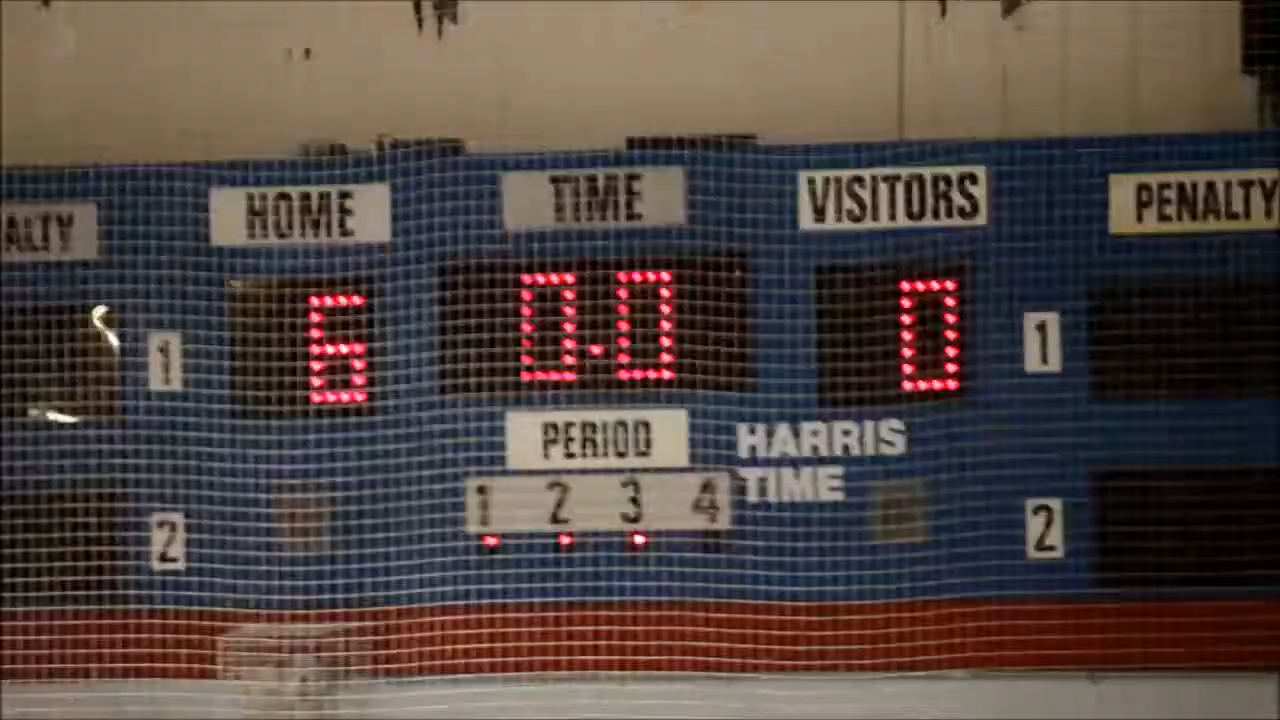 ALTY HOME TIME VISITORS PENALTY
1 6 0.0 0 1
PERIOD HARRIS
1 2 3 4 TIME
2 2